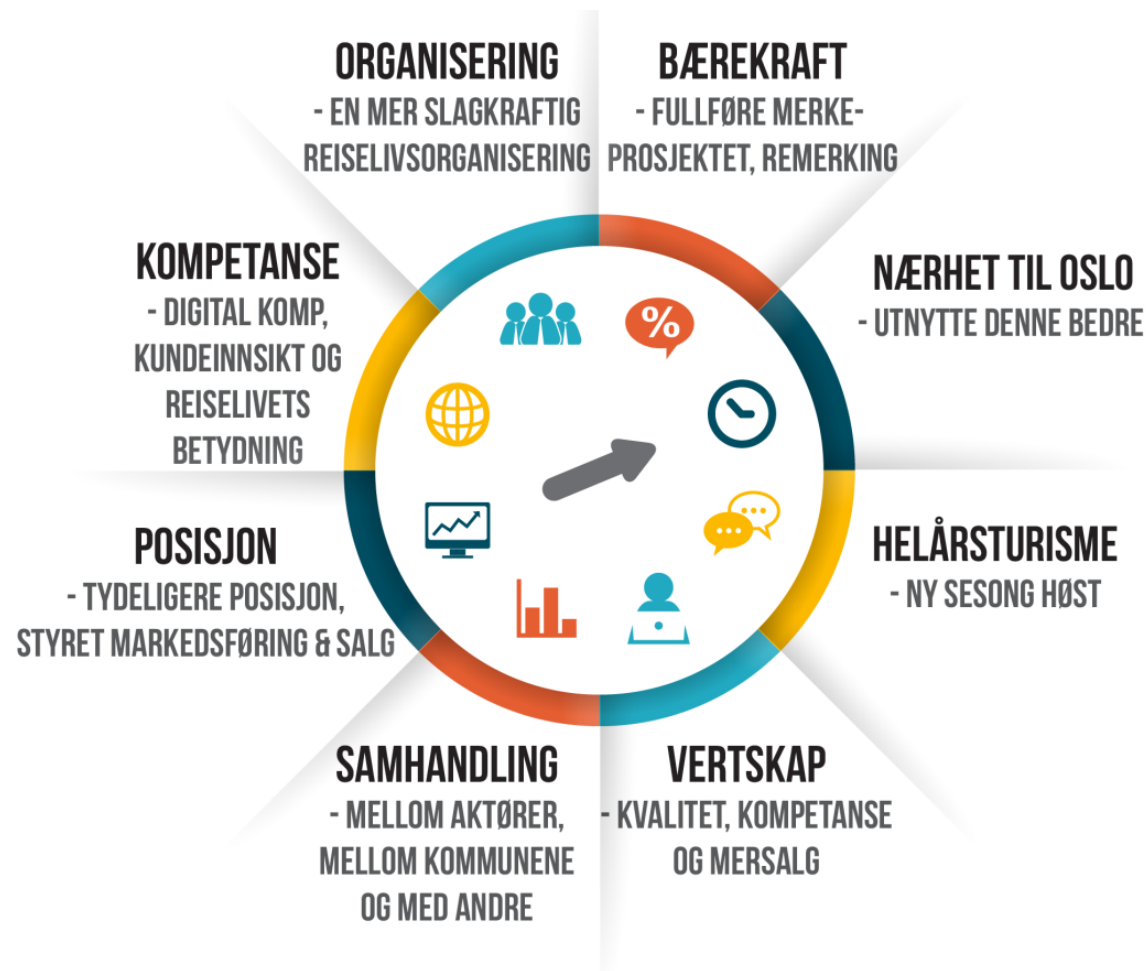 ORGANISERING
- EN MER SLAGKRAFTIG
REISELIVSORGANISERING
BÆREKRAFT
- FULLFØRE MERKE-
PROSJEKTET, REMERKING
NÆRHET TIL OSLO
- UTNYTTE DENNE BEDRE
HELÅRSTURISME
- NY SESONG HØST
VERTSKAP
- KVALITET, KOMPETANSE
OG MERSALG
SAMHANDLING
- MELLOM AKTØRER,
MELLOM KOMMUNENE
OG MED ANDRE
POSISJON
- TYDELIGERE POSISJON,
STYRET MARKEDSFØRING & SALG
KOMPETANSE
- DIGITAL KOMP,
KUNDEINNSIKT OG
REISELIVETS
BETYDNING
%